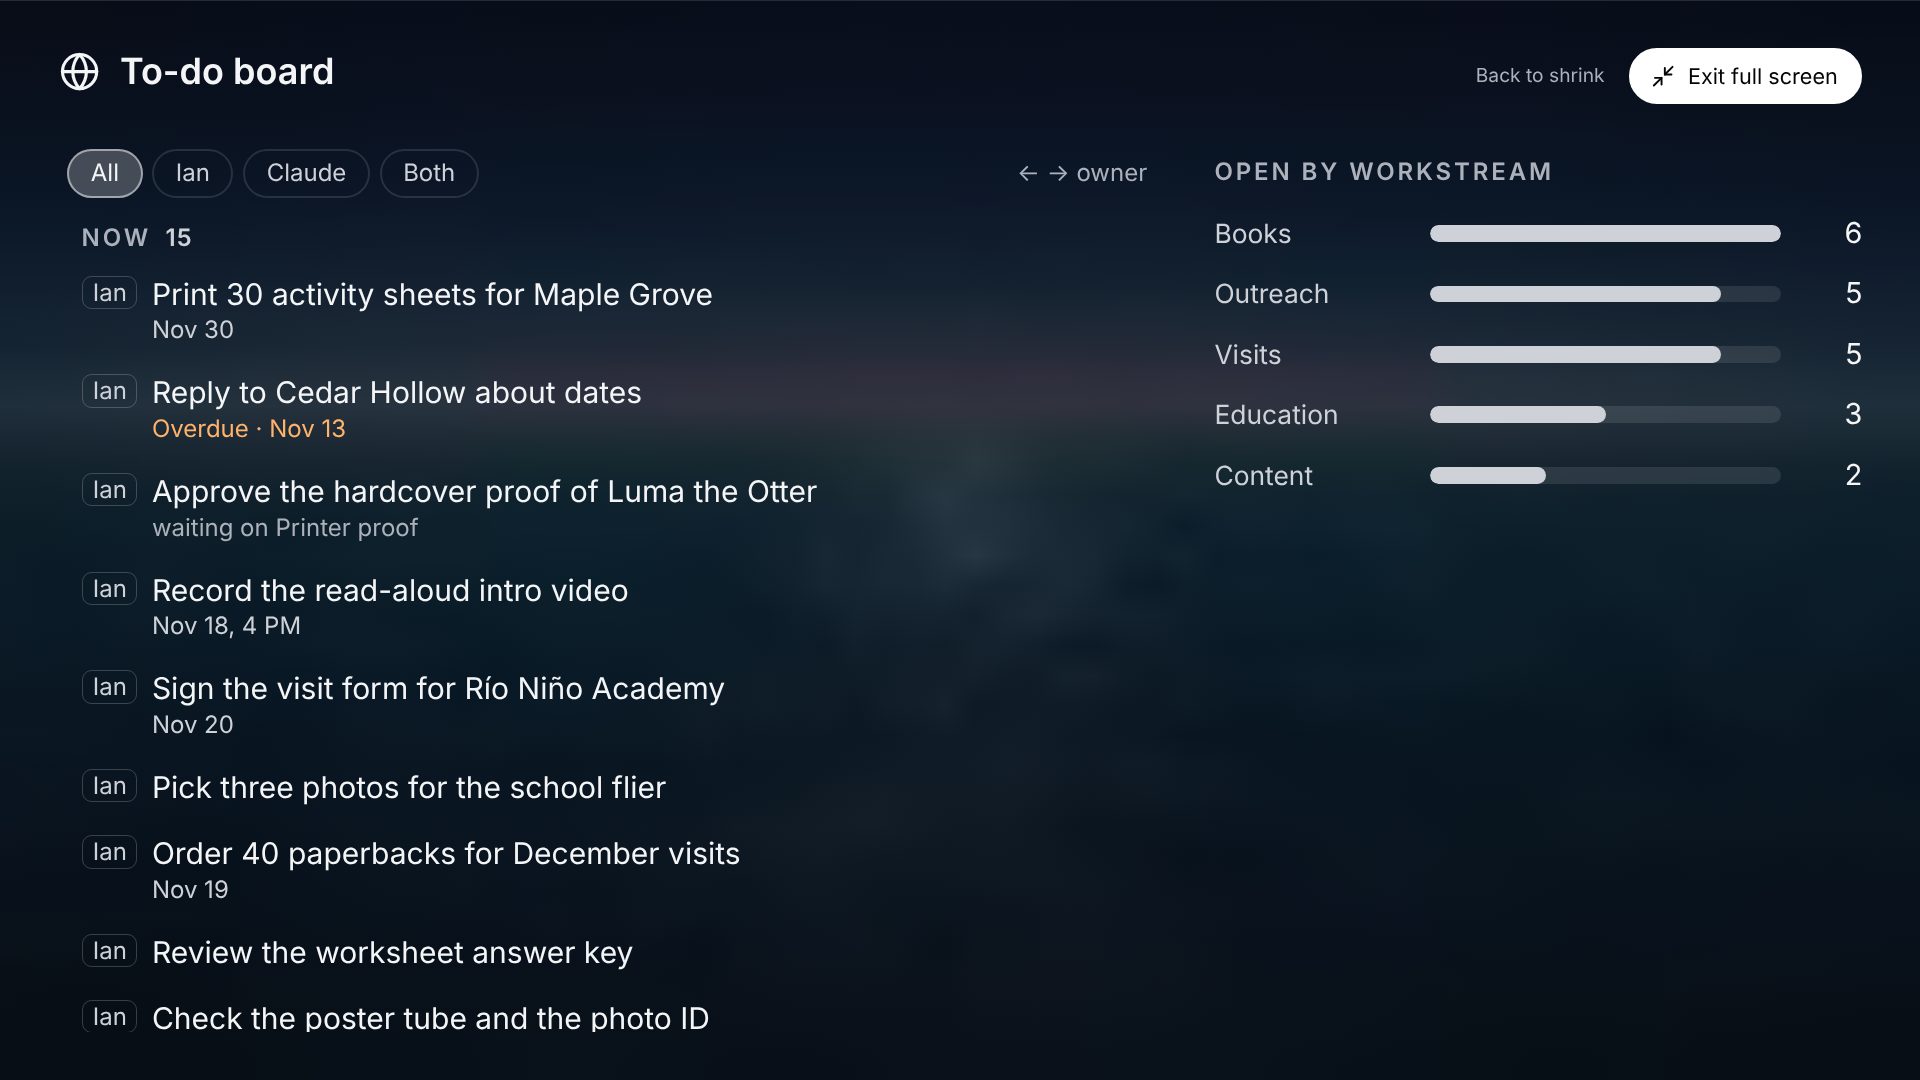 To-do board
Back to shrink
Exit full screen
All
Ian
Claude
Both
← → owner
NOW 15
Ian Print 30 activity sheets for Maple Grove
Nov 30
Ian Reply to Cedar Hollow about dates
Overdue · Nov 13
Ian Approve the hardcover proof of Luma the Otter
waiting on Printer proof
Ian Record the read-aloud intro video
Nov 18, 4 PM
Ian Sign the visit form for Río Niño Academy
Nov 20
Ian Pick three photos for the school flier
Ian Order 40 paperbacks for December visits
Nov 19
Ian Review the worksheet answer key
Ian Check the poster tube and the photo ID
OPEN BY WORKSTREAM
Books 6
Outreach 5
Visits 5
Education 3
Content 2